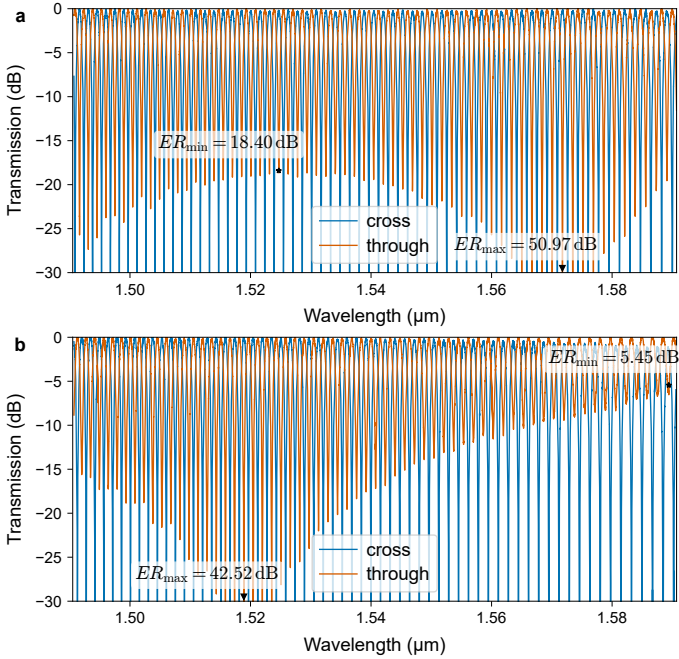 a
0
−5
−10
−15
−20
−25
−30
Transmission (dB)
ER_min = 18.40 dB
cross
through
ER_max = 50.97 dB
1.50 1.52 1.54 1.56 1.58
Wavelength (µm)
b
0
−5
−10
−15
−20
−25
−30
Transmission (dB)
ER_min = 5.45 dB
cross
through
ER_max = 42.52 dB
1.50 1.52 1.54 1.56 1.58
Wavelength (µm)